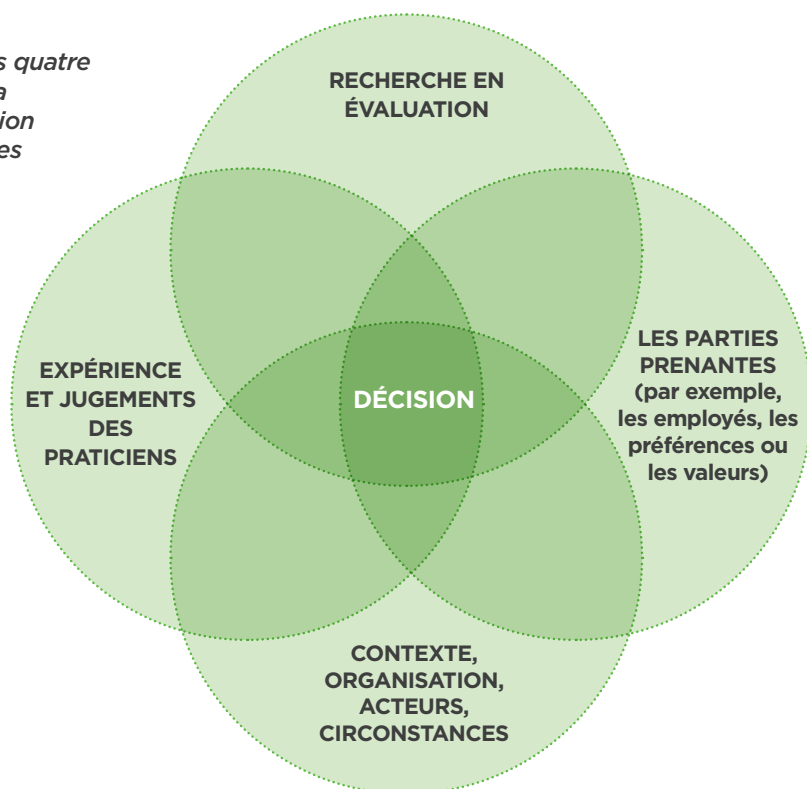 s quatre
a
ion
es
RECHERCHE EN
ÉVALUATION
EXPÉRIENCE
ET JUGEMENTS
DES
PRATICIENS
DÉCISION
LES PARTIES
PRENANTES
(par exemple,
les employés, les
préférences ou
les valeurs)
CONTEXTE,
ORGANISATION,
ACTEURS,
CIRCONSTANCES